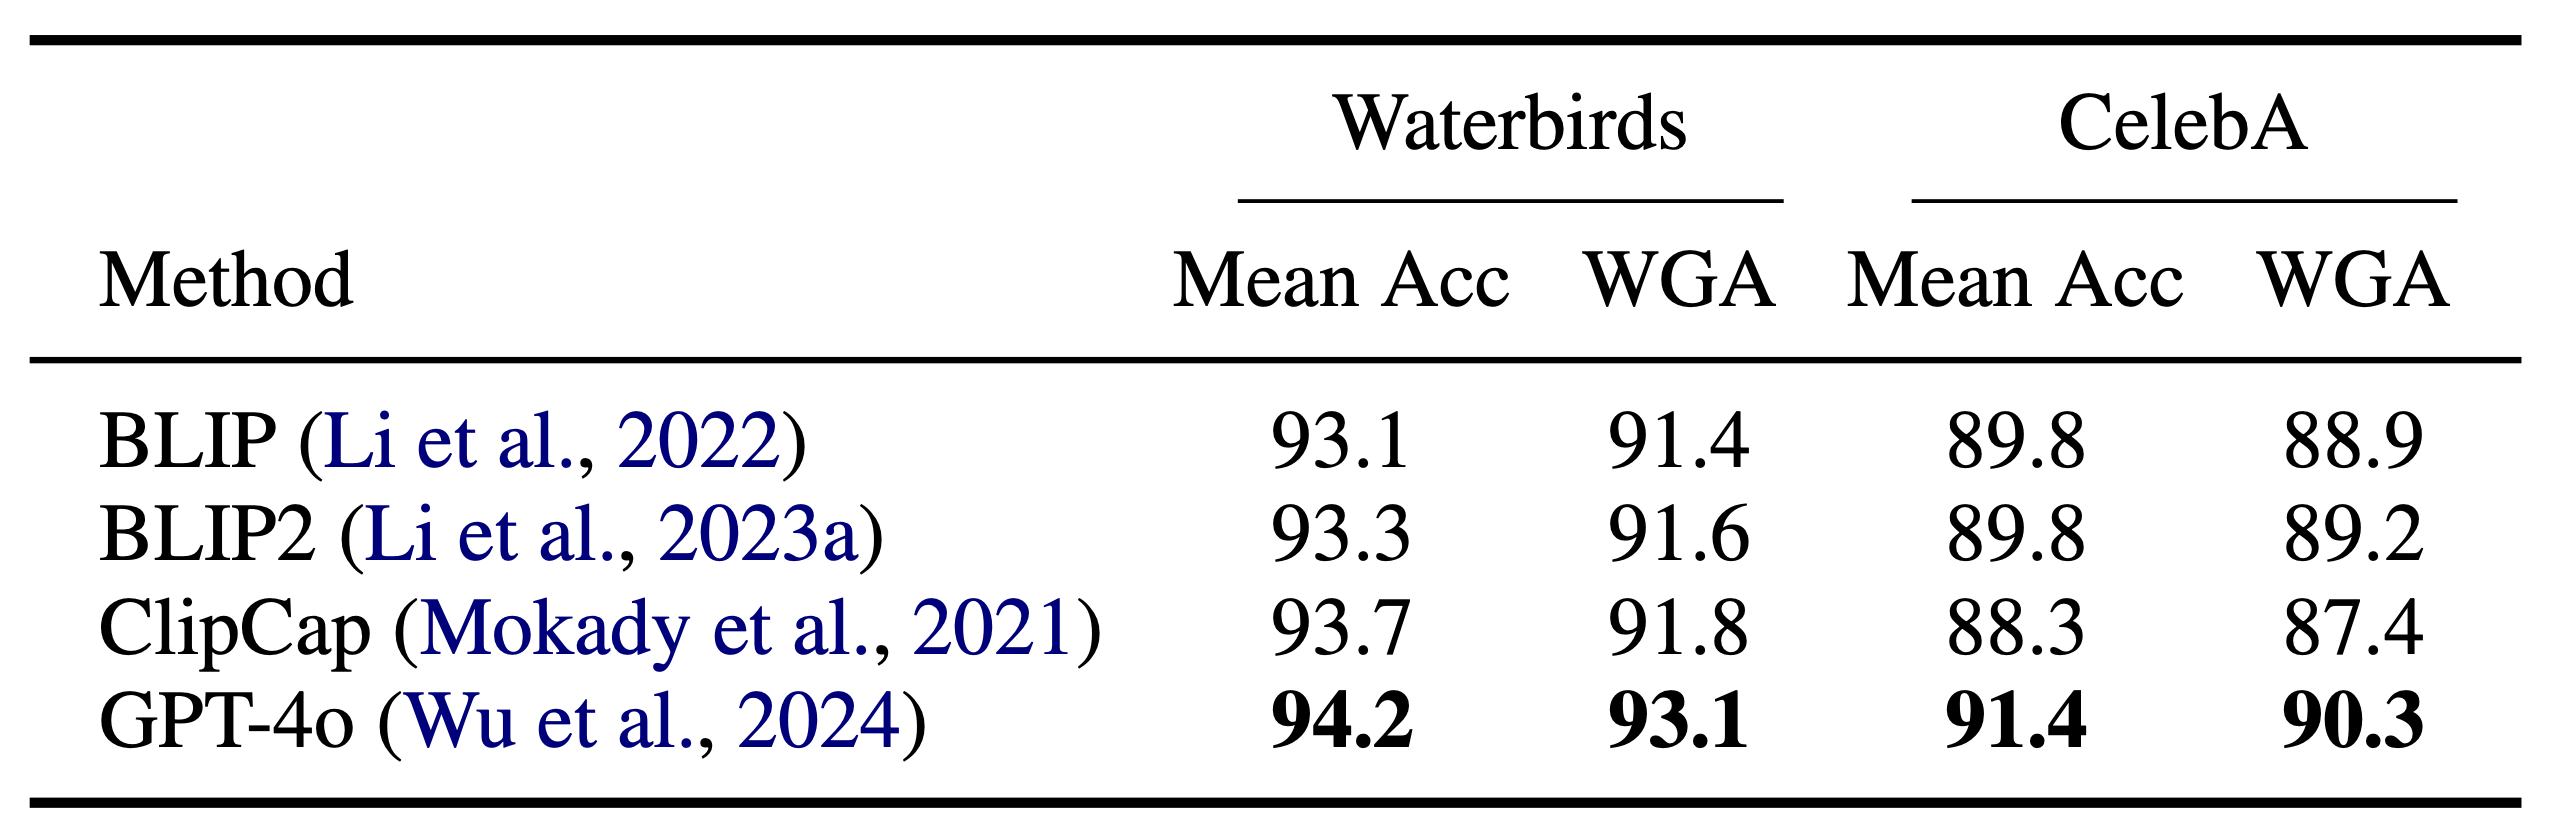 Waterbirds CelebA
Method Mean Acc WGA Mean Acc WGA
BLIP (Li et al., 2022) 93.1 91.4 89.8 88.9
BLIP2 (Li et al., 2023a) 93.3 91.6 89.8 89.2
ClipCap (Mokady et al., 2021) 93.7 91.8 88.3 87.4
GPT-4o (Wu et al., 2024) 94.2 93.1 91.4 90.3